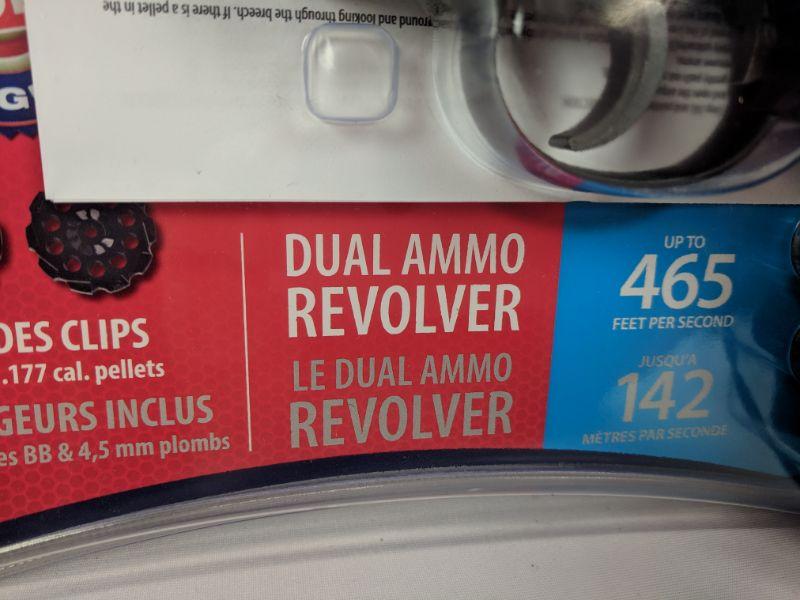 round and looking through the breech. If there is a pellet in the
G
DUAL AMMO
REVOLVER
LE DUAL AMMO
REVOLVER
UP TO
465
FEET PER SECOND
JUSQU'A
142
MÈTRES PAR SECONDE
DES CLIPS
.177 cal. pellets
GEURS INCLUS
es BB & 4,5 mm plombs